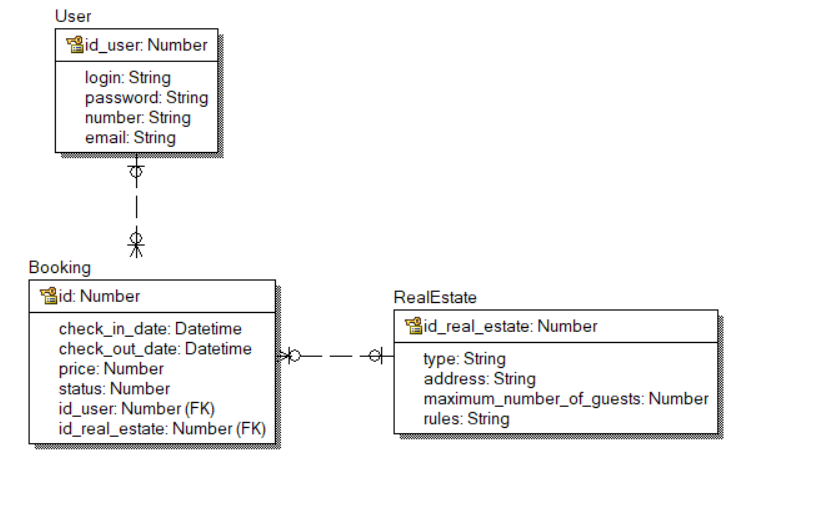 User
id_user: Number
login: String
password: String
number: String
email: String
Booking
id: Number
check_in_date: Datetime
check_out_date: Datetime
price: Number
status: Number
id_user: Number (FK)
id_real_estate: Number (FK)
RealEstate
id_real_estate: Number
type: String
address: String
maximum_number_of_guests: Number
rules: String